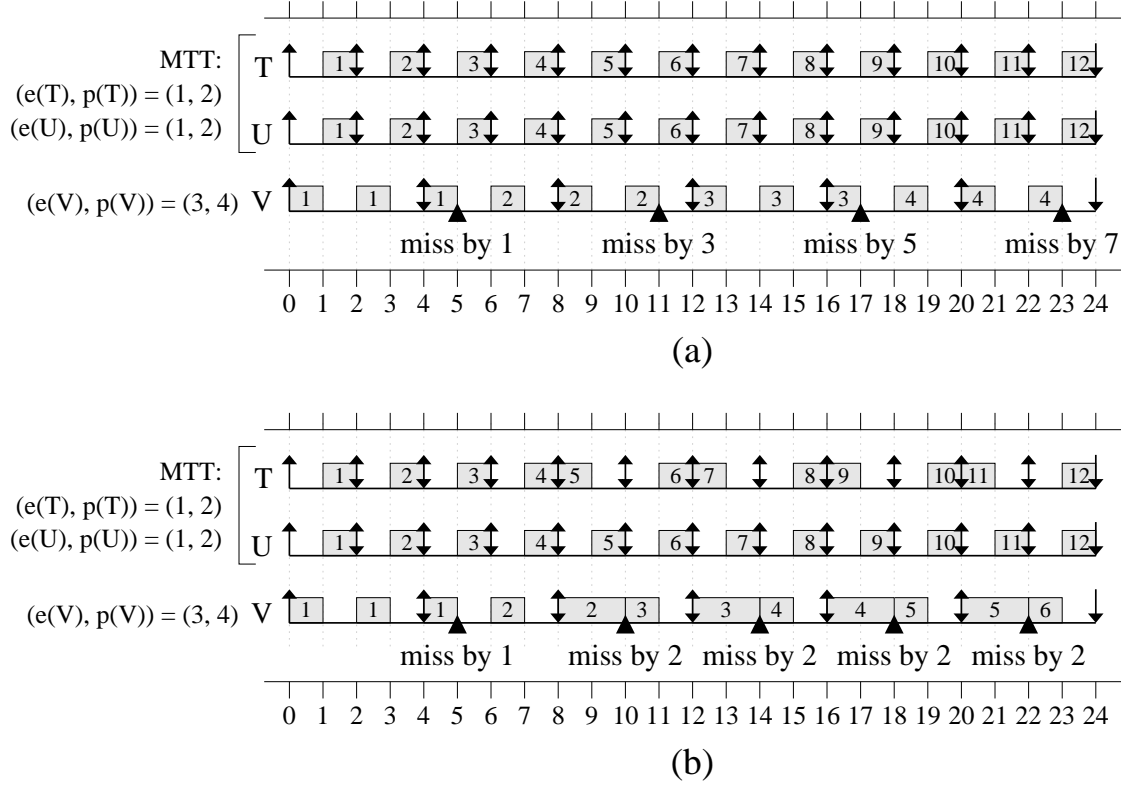 MTT:
(e(T), p(T)) = (1, 2)
(e(U), p(U)) = (1, 2)
T 1 2 3 4 5 6 7 8 9 10 11 12
U 1 2 3 4 5 6 7 8 9 10 11 12
(e(V), p(V)) = (3, 4) V 1 1 1 2 2 2 3 3 3 4 4 4
miss by 1 miss by 3 miss by 5 miss by 7
0 1 2 3 4 5 6 7 8 9 10 11 12 13 14 15 16 17 18 19 20 21 22 23 24
(a)
MTT:
(e(T), p(T)) = (1, 2)
(e(U), p(U)) = (1, 2)
T 1 2 3 4 5 6 7 8 9 10 11 12
U 1 2 3 4 5 6 7 8 9 10 11 12
(e(V), p(V)) = (3, 4) V 1 1 1 2 2 3 3 4 4 5 5 6
miss by 1 miss by 2 miss by 2 miss by 2 miss by 2
0 1 2 3 4 5 6 7 8 9 10 11 12 13 14 15 16 17 18 19 20 21 22 23 24
(b)